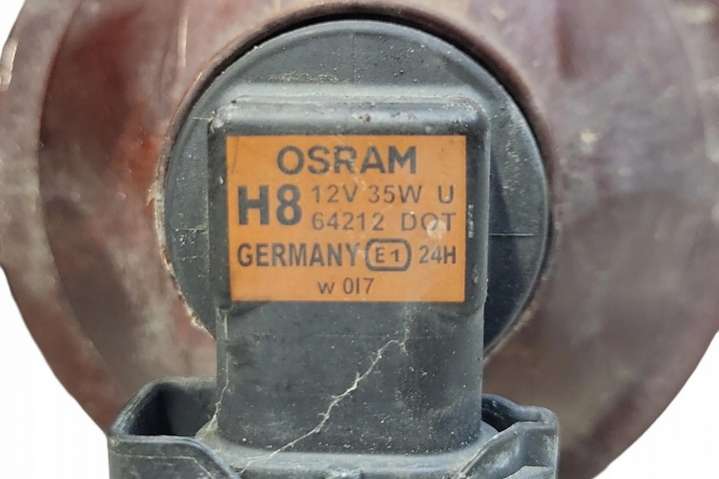 OSRAM
H8 12V 35W U
64212 DOT
GERMANY E1 24H
w 017